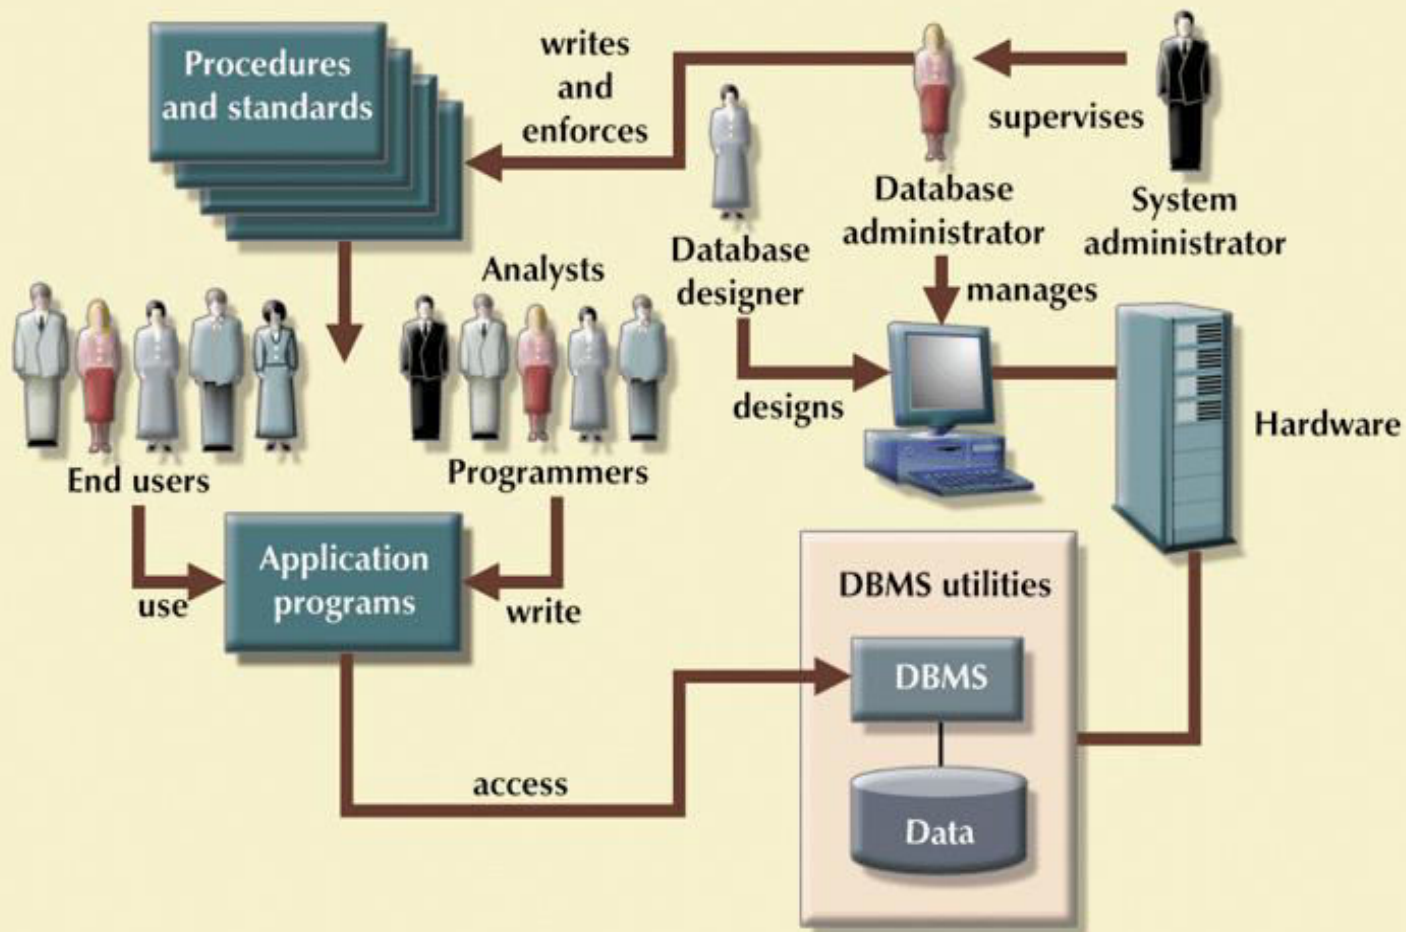 Procedures
and standards
writes
and
enforces
supervises
Database
administrator
System
administrator
Database
designer
manages
Analysts
designs
Hardware
End users
Programmers
use
Application
programs
write
DBMS utilities
DBMS
access
Data